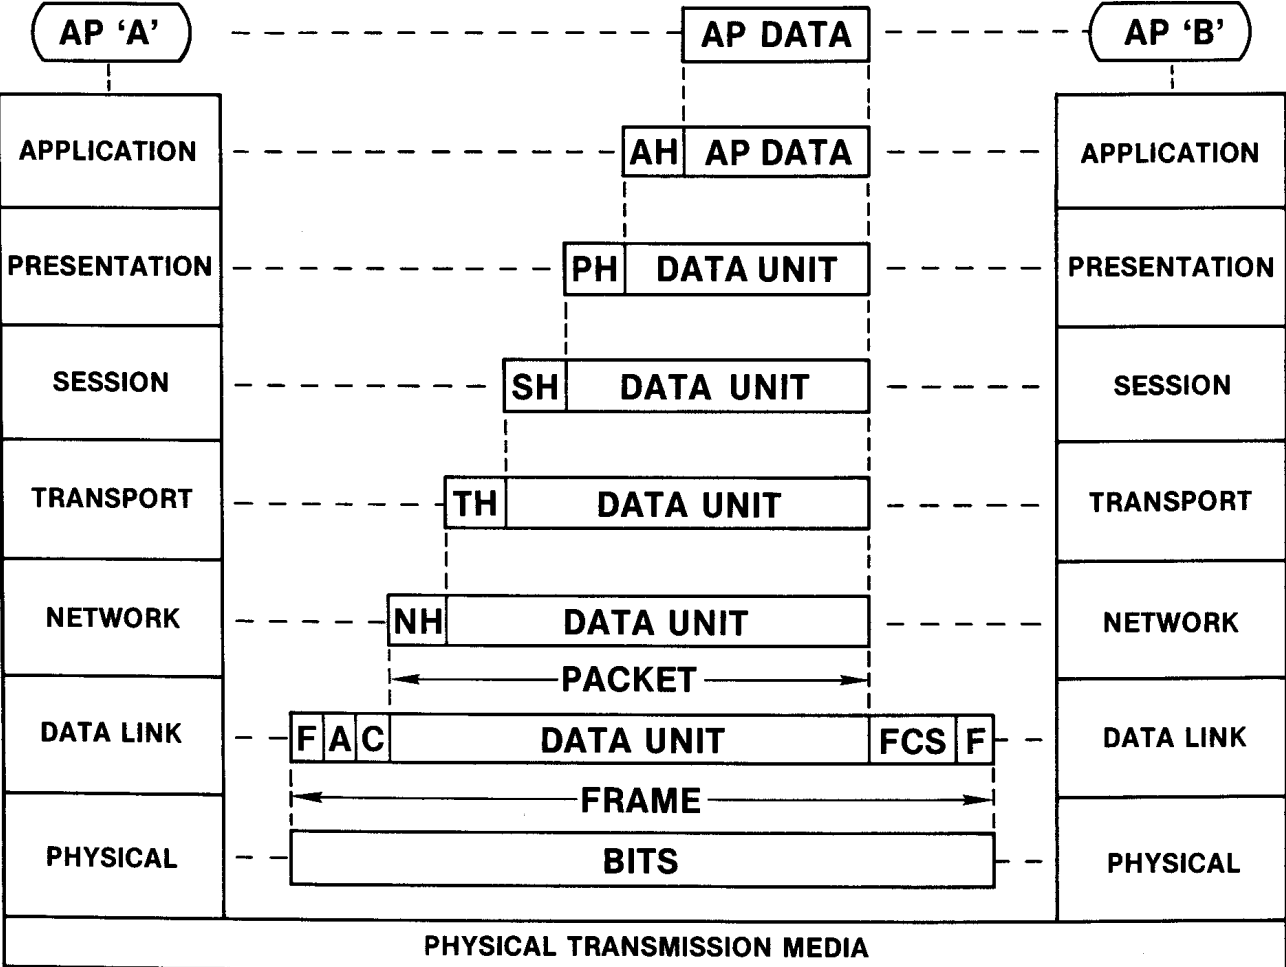 AP ‘A’ AP DATA AP ‘B’
APPLICATION AH AP DATA APPLICATION
PRESENTATION PH DATA UNIT PRESENTATION
SESSION SH DATA UNIT SESSION
TRANSPORT TH DATA UNIT TRANSPORT
NETWORK NH DATA UNIT NETWORK
PACKET
DATA LINK F A C DATA UNIT FCS F DATA LINK
FRAME
PHYSICAL BITS PHYSICAL
PHYSICAL TRANSMISSION MEDIA